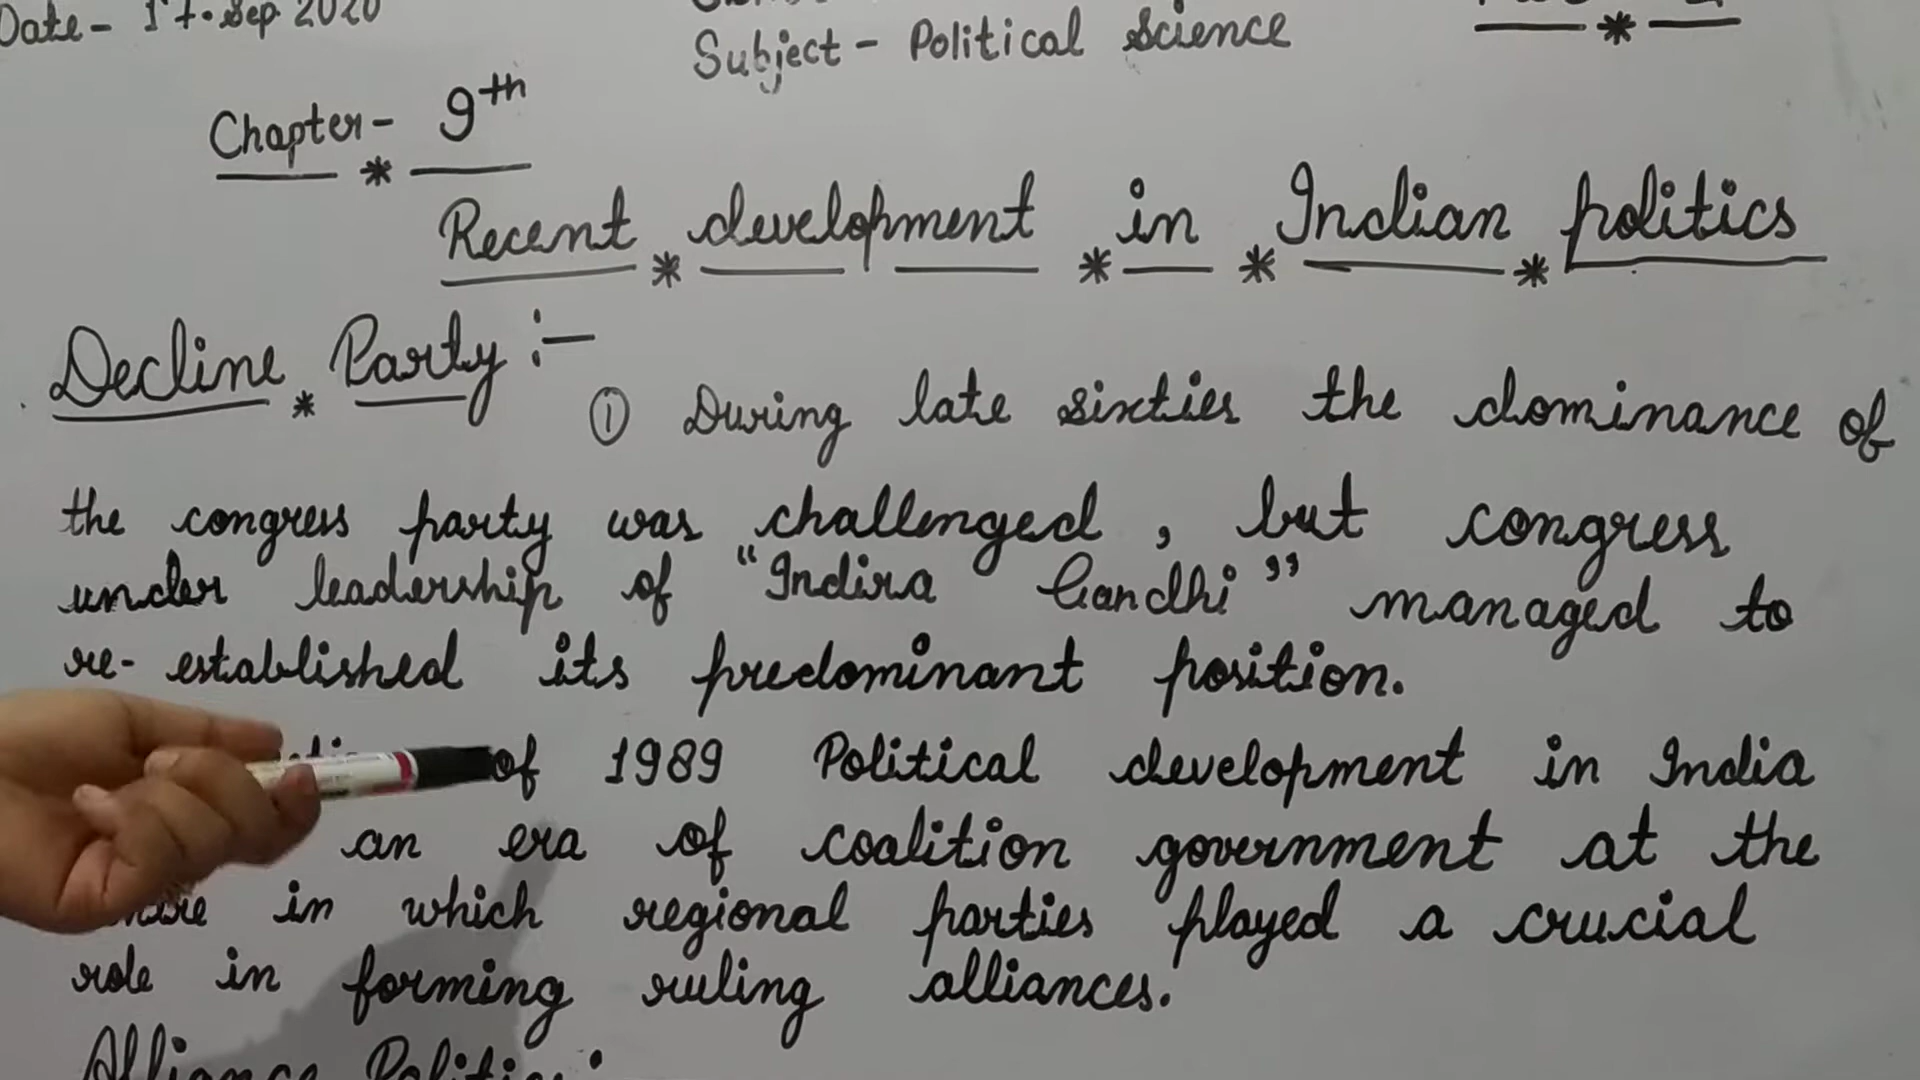 Date - 17. Sep 2020
Subject - Political Science
Chapter - 9th
Recent development in Indian politics
Decline Party :-
① During late sixties the dominance of
the congress party was challenged, but congress
under leadership of "Indira Gandhi" managed to
re-established its predominant position.
of 1989 Political development in India
an era of coalition government at the
in which regional parties played a crucial
role in forming ruling alliances.
Alliance Politics: